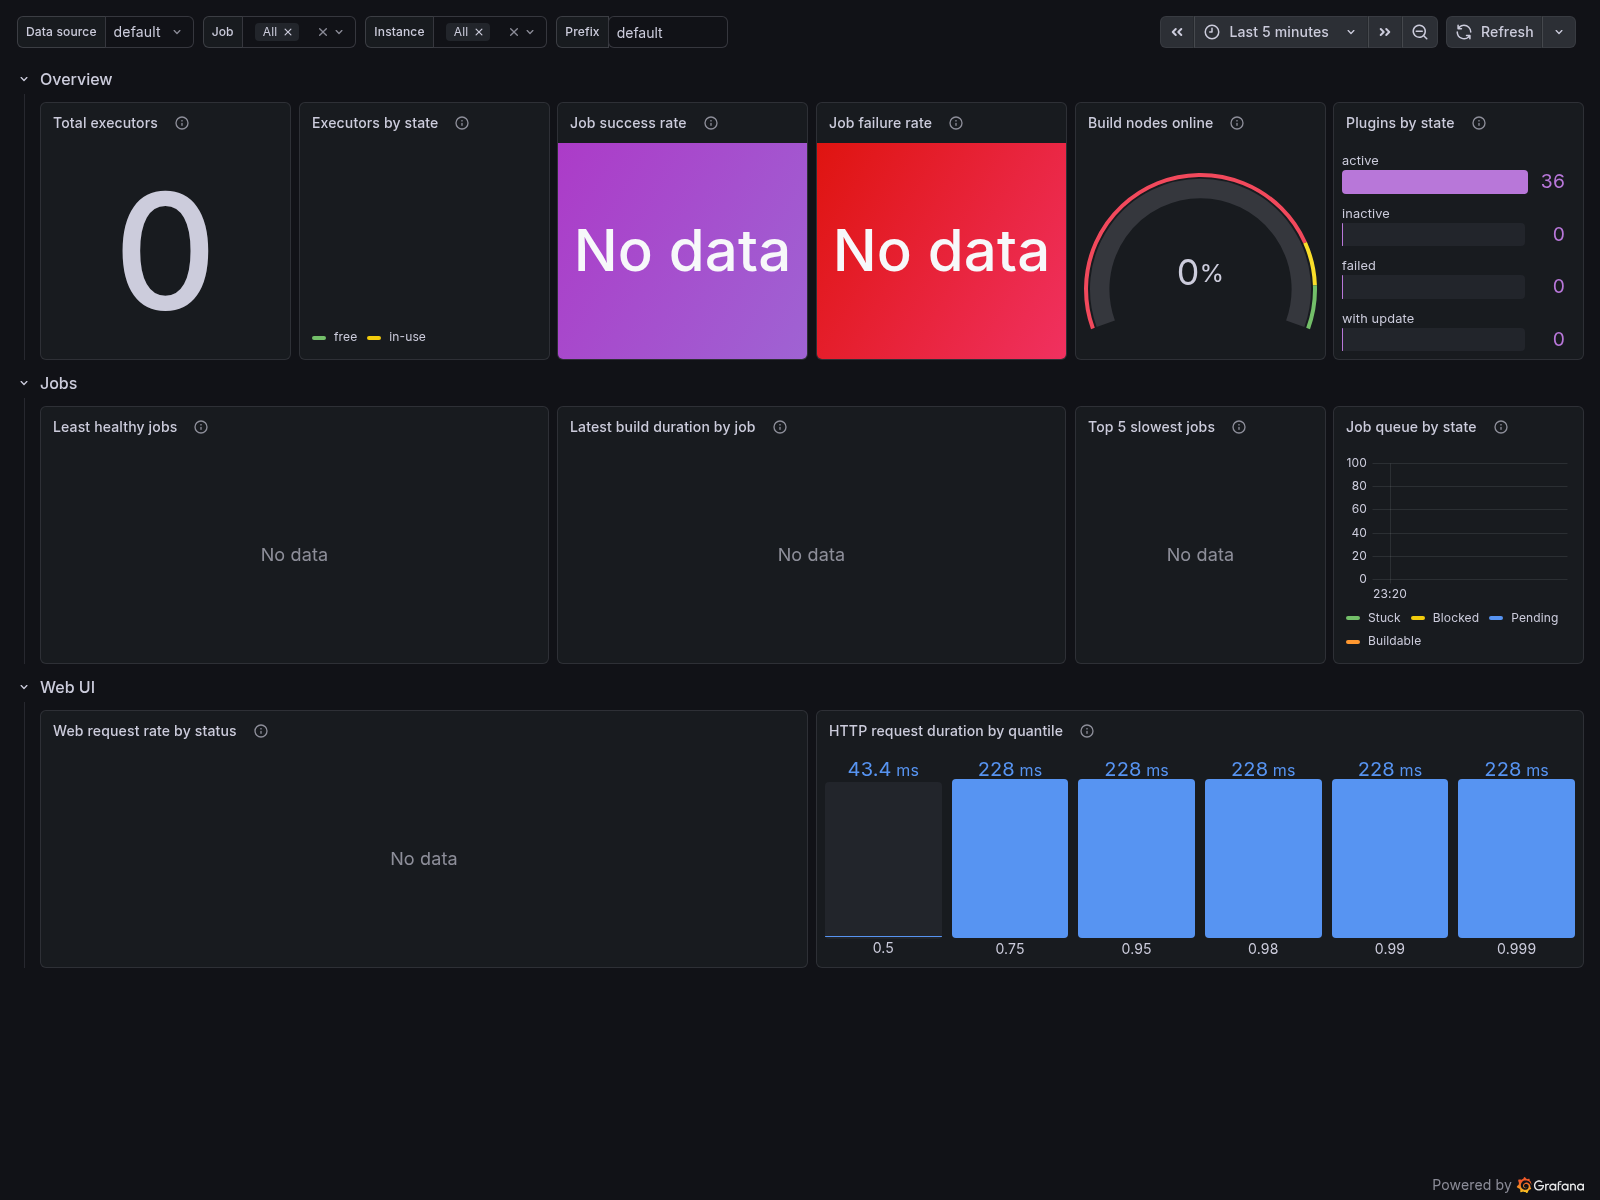 Data source default Job All Instance All Prefix default Last 5 minutes Refresh
Overview
Total executors
0
Executors by state
free in-use
Job success rate
No data
Job failure rate
No data
Build nodes online
0%
Plugins by state
active
36
inactive
0
failed
0
with update
0
Jobs
Least healthy jobs
No data
Latest build duration by job
No data
Top 5 slowest jobs
No data
Job queue by state
100
80
60
40
20
0
23:20
Stuck Blocked Pending
Buildable
Web UI
Web request rate by status
No data
HTTP request duration by quantile
43.4 ms 228 ms 228 ms 228 ms 228 ms 228 ms
0.5 0.75 0.95 0.98 0.99 0.999
Powered by Grafana